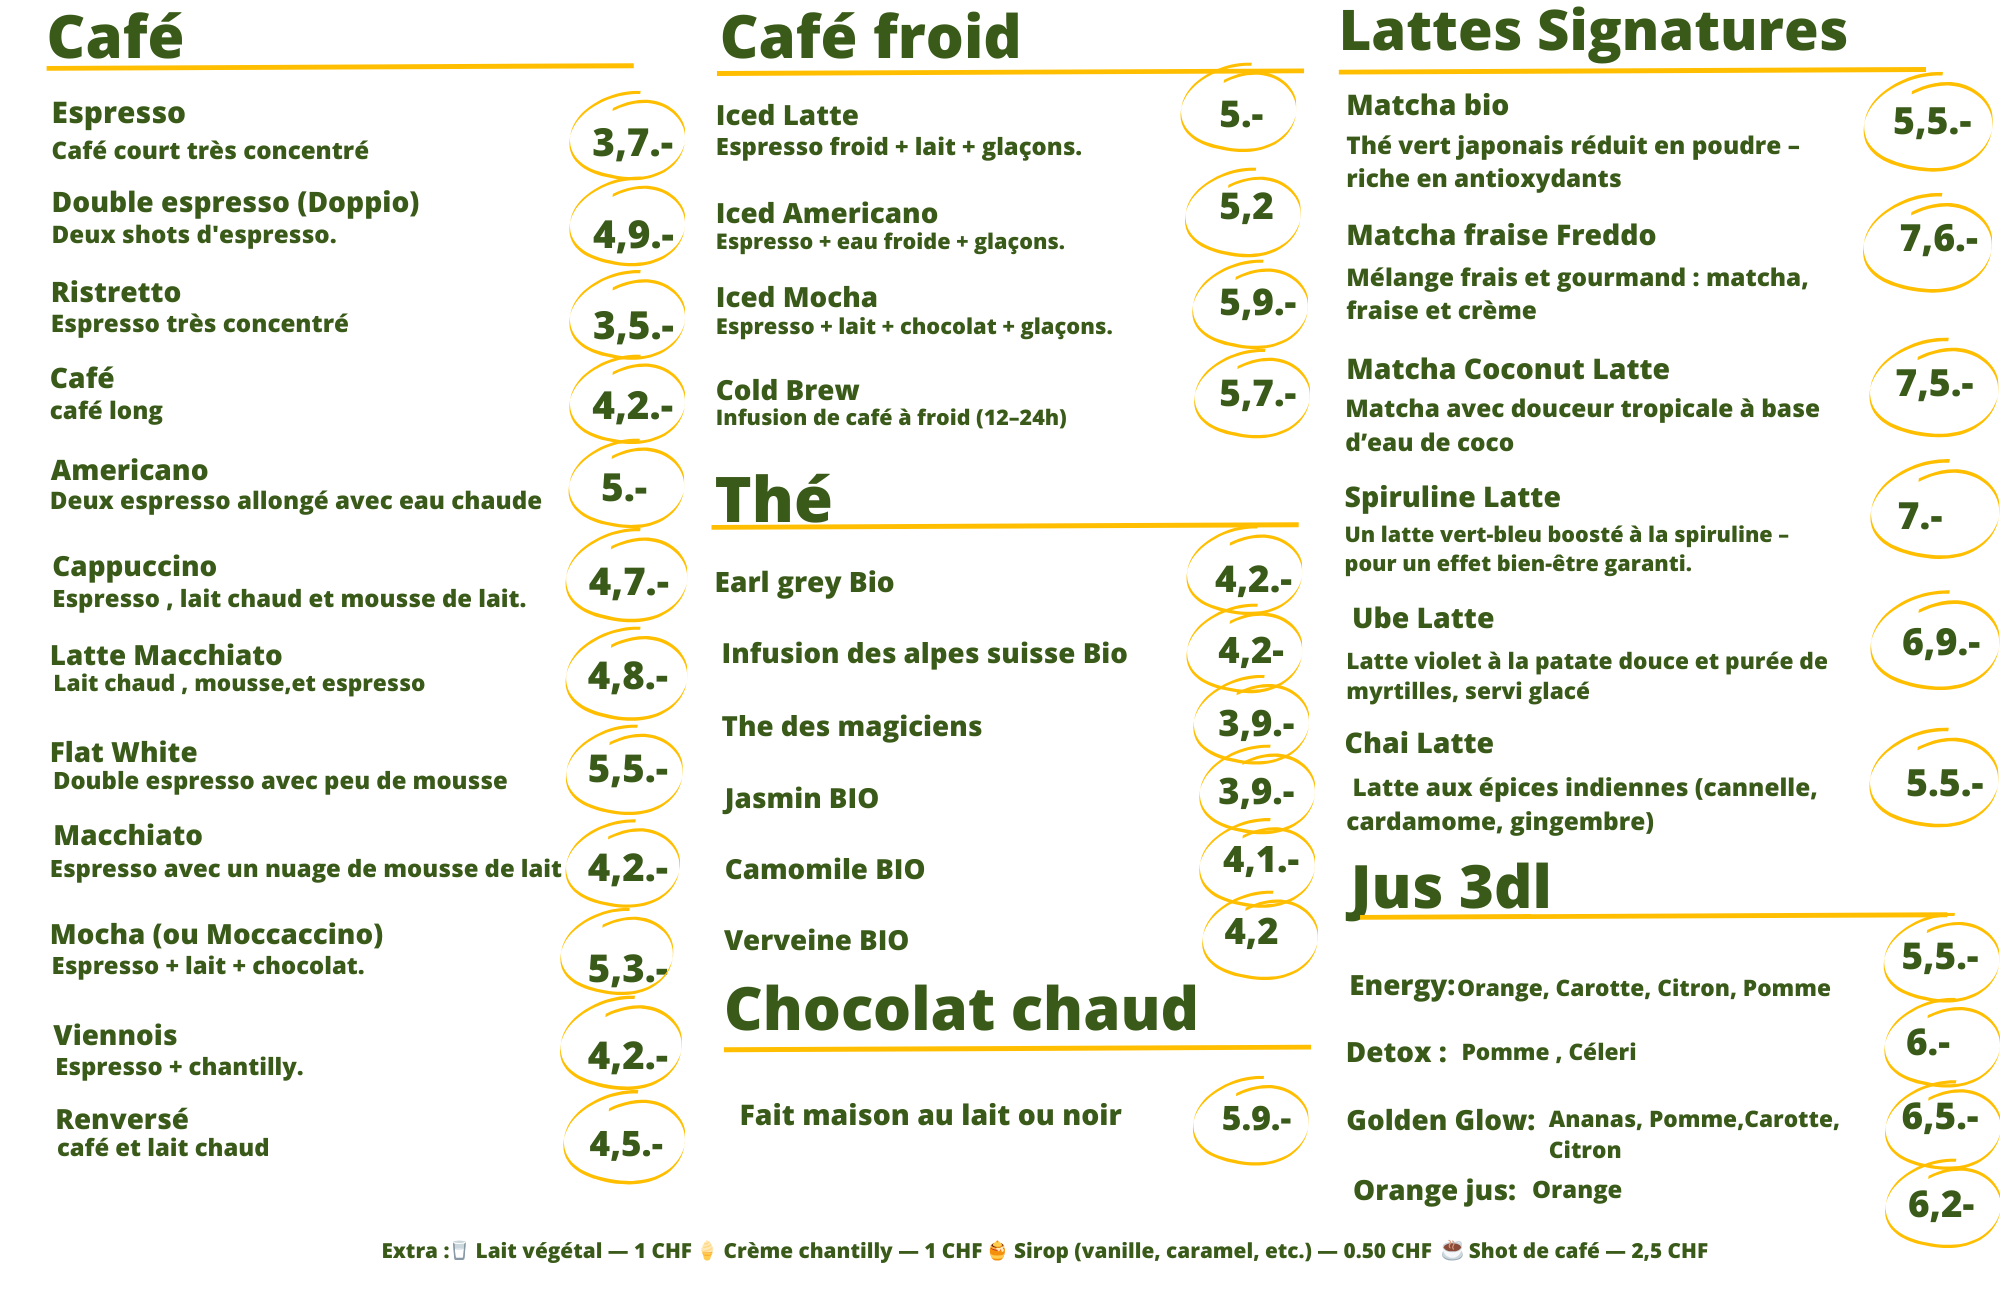 Café
Espresso
3,7.-
Café court très concentré
Double espresso (Doppio)
4,9.-
Deux shots d'espresso.
Ristretto
3,5.-
Espresso très concentré
Café
4,2.-
café long
Americano
5.-
Deux espresso allongé avec eau chaude
Cappuccino
4,7.-
Espresso , lait chaud et mousse de lait.
Latte Macchiato
4,8.-
Lait chaud , mousse,et espresso
Flat White
5,5.-
Double espresso avec peu de mousse
Macchiato
4,2.-
Espresso avec un nuage de mousse de lait
Mocha (ou Moccaccino)
5,3.-
Espresso + lait + chocolat.
Viennois
4,2.-
Espresso + chantilly.
Renversé
4,5.-
café et lait chaud
Café froid
Iced Latte
5.-
Espresso froid + lait + glaçons.
Iced Americano
5,2
Espresso + eau froide + glaçons.
Iced Mocha
5,9.-
Espresso + lait + chocolat + glaçons.
Cold Brew
5,7.-
Infusion de café à froid (12–24h)
Thé
Earl grey Bio
4,2.-
Infusion des alpes suisse Bio
4,2-
The des magiciens
3,9.-
Jasmin BIO
3,9.-
Camomile BIO
4,1.-
Verveine BIO
4,2
Chocolat chaud
Fait maison au lait ou noir
5.9.-
Lattes Signatures
Matcha bio
5,5.-
Thé vert japonais réduit en poudre –
riche en antioxydants
Matcha fraise Freddo
7,6.-
Mélange frais et gourmand : matcha,
fraise et crème
Matcha Coconut Latte
7,5.-
Matcha avec douceur tropicale à base
d’eau de coco
Spiruline Latte
7.-
Un latte vert-bleu boosté à la spiruline –
pour un effet bien-être garanti.
Ube Latte
6,9.-
Latte violet à la patate douce et purée de
myrtilles, servi glacé
Chai Latte
5.5.-
Latte aux épices indiennes (cannelle,
cardamome, gingembre)
Jus 3dl
5,5.-
Energy: Orange, Carotte, Citron, Pomme
6.-
Detox : Pomme , Céleri
6,5.-
Golden Glow: Ananas, Pomme,Carotte,
Citron
Orange jus: Orange
6,2-
Extra :🥛 Lait végétal — 1 CHF 🍦 Crème chantilly — 1 CHF 🍯 Sirop (vanille, caramel, etc.) — 0.50 CHF ☕ Shot de café — 2,5 CHF